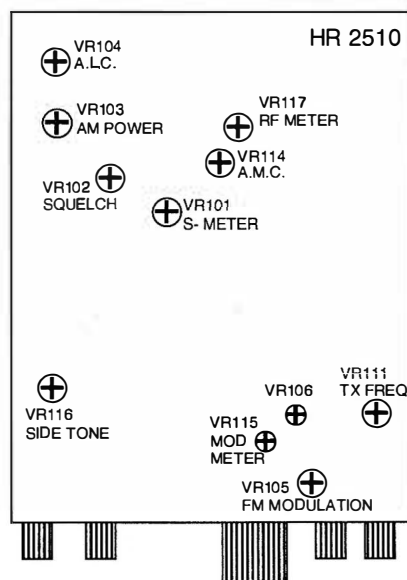 HR 2510
VR104
A.L.C.
VR103
AM POWER
VR117
RF METER
VR114
A.M.C.
VR102
SQUELCH
VR101
S- METER
VR111
TX FREQ
VR106
VR116
SIDE TONE
VR115
MOD
METER
VR105
FM MODULATION